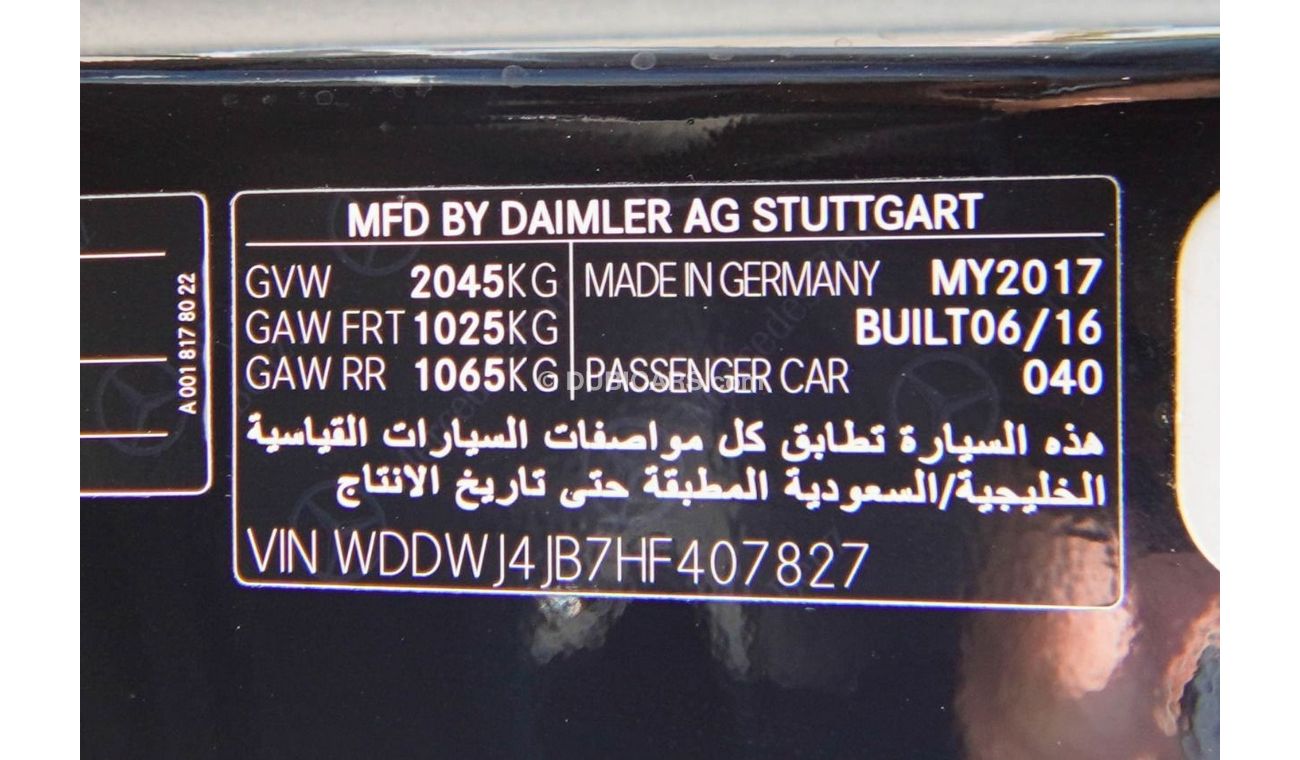 MFD BY DAIMLER AG STUTTGART
GVW 2045KG MADE IN GERMANY MY2017
GAW FRT 1025KG BUILT06/16
GAW RR 1065KG PASSENGER CAR 040
© DUBICARS.com
هذه السيارة تطابق كل مواصفات السيارات القياسية
الخليجية/السعودية المطبقة حتى تاريخ الانتاج
VIN WDDWJ4JB7HF407827
A 001 817 80 22